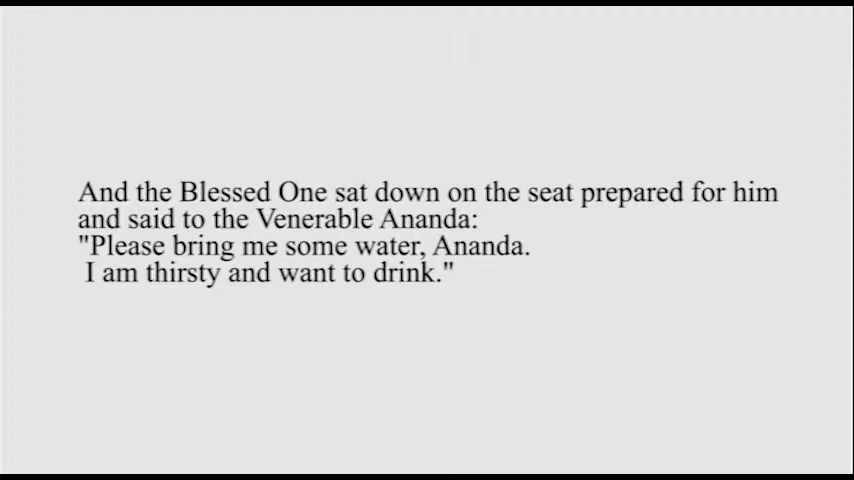 And the Blessed One sat down on the seat prepared for him
and said to the Venerable Ananda:
"Please bring me some water, Ananda.
I am thirsty and want to drink."